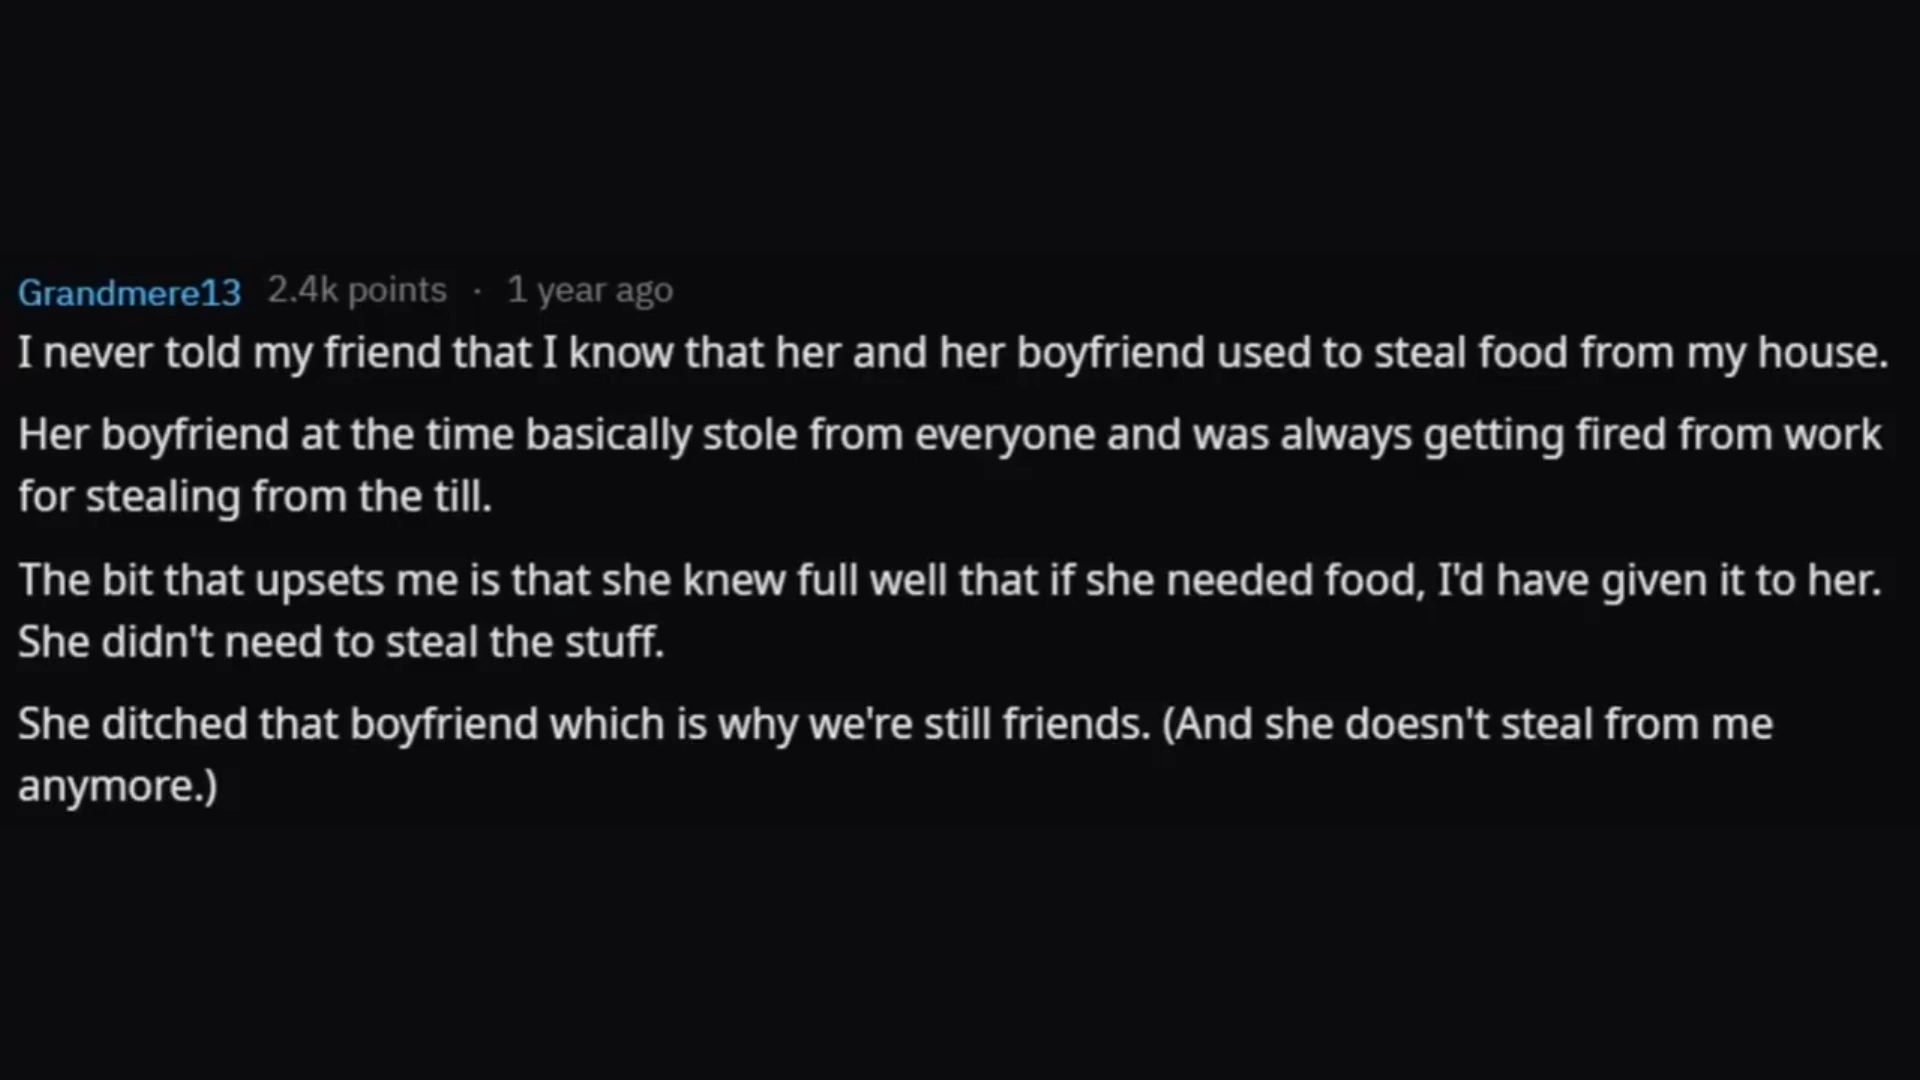 Grandmere13 2.4k points · 1 year ago
I never told my friend that I know that her and her boyfriend used to steal food from my house.
Her boyfriend at the time basically stole from everyone and was always getting fired from work
for stealing from the till.
The bit that upsets me is that she knew full well that if she needed food, I'd have given it to her.
She didn't need to steal the stuff.
She ditched that boyfriend which is why we're still friends. (And she doesn't steal from me
anymore.)